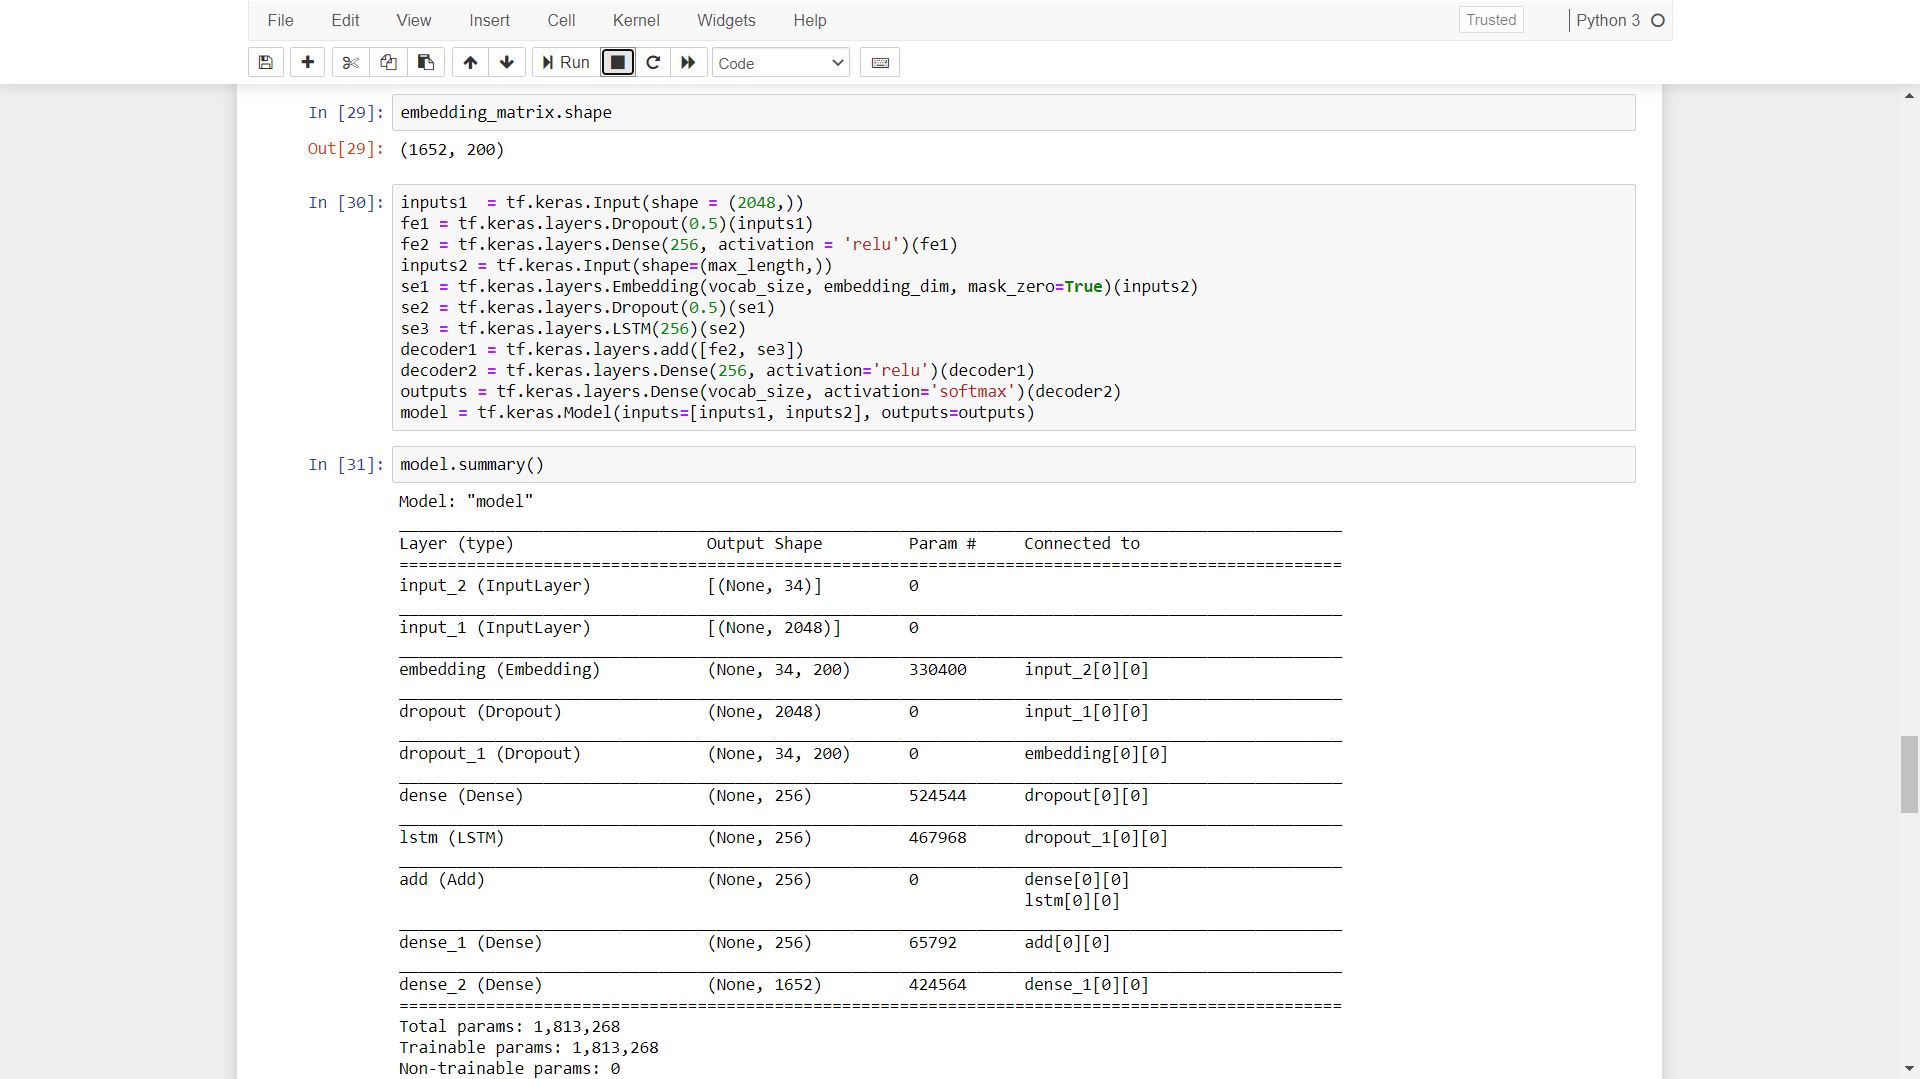 File Edit View Insert Cell Kernel Widgets Help Trusted Python 3
Run Code
In [29]: embedding_matrix.shape
Out[29]: (1652, 200)
In [30]: inputs1  = tf.keras.Input(shape = (2048,))
fe1 = tf.keras.layers.Dropout(0.5)(inputs1)
fe2 = tf.keras.layers.Dense(256, activation = 'relu')(fe1)
inputs2 = tf.keras.Input(shape=(max_length,))
se1 = tf.keras.layers.Embedding(vocab_size, embedding_dim, mask_zero=True)(inputs2)
se2 = tf.keras.layers.Dropout(0.5)(se1)
se3 = tf.keras.layers.LSTM(256)(se2)
decoder1 = tf.keras.layers.add([fe2, se3])
decoder2 = tf.keras.layers.Dense(256, activation='relu')(decoder1)
outputs = tf.keras.layers.Dense(vocab_size, activation='softmax')(decoder2)
model = tf.keras.Model(inputs=[inputs1, inputs2], outputs=outputs)
In [31]: model.summary()
Model: "model"
Layer (type) Output Shape Param # Connected to
input_2 (InputLayer) [(None, 34)] 0
input_1 (InputLayer) [(None, 2048)] 0
embedding (Embedding) (None, 34, 200) 330400 input_2[0][0]
dropout (Dropout) (None, 2048) 0 input_1[0][0]
dropout_1 (Dropout) (None, 34, 200) 0 embedding[0][0]
dense (Dense) (None, 256) 524544 dropout[0][0]
lstm (LSTM) (None, 256) 467968 dropout_1[0][0]
add (Add) (None, 256) 0 dense[0][0]
lstm[0][0]
dense_1 (Dense) (None, 256) 65792 add[0][0]
dense_2 (Dense) (None, 1652) 424564 dense_1[0][0]
Total params: 1,813,268
Trainable params: 1,813,268
Non-trainable params: 0